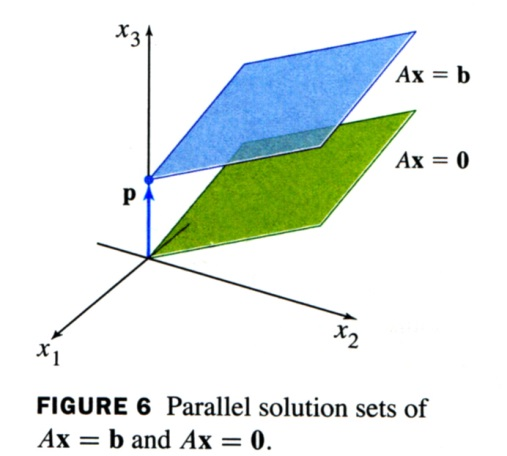 x₃
Ax = b
Ax = 0
p
x₂
x₁
FIGURE 6 Parallel solution sets of
Ax = b and Ax = 0.